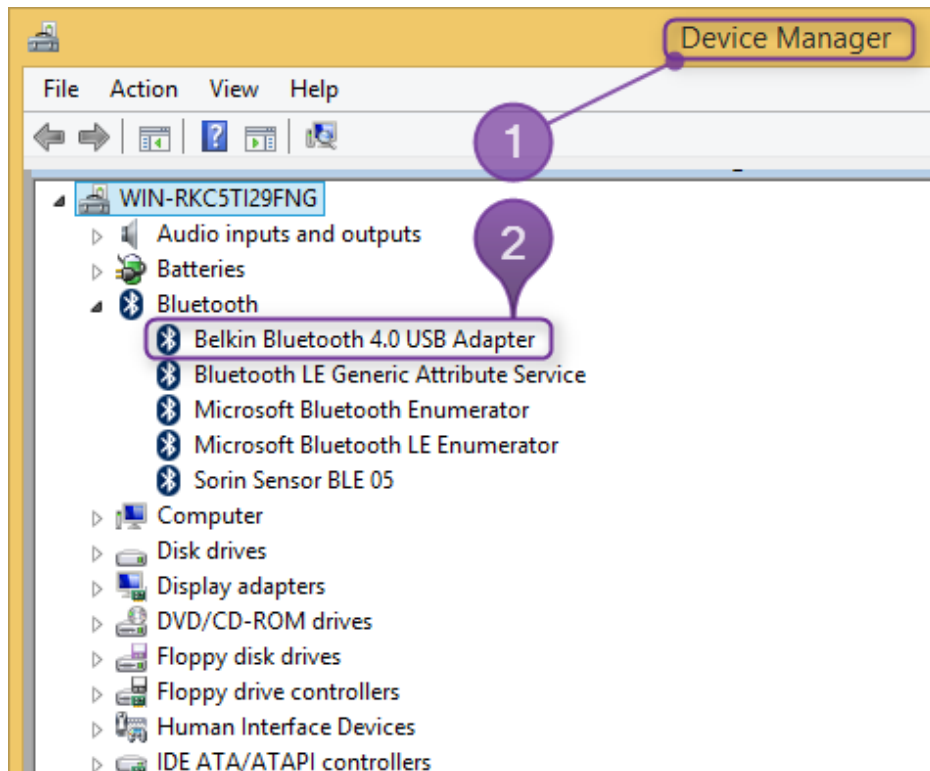 Device Manager
File Action View Help
1
WIN-RKC5TI29FNG
Audio inputs and outputs
2
Batteries
Bluetooth
Belkin Bluetooth 4.0 USB Adapter
Bluetooth LE Generic Attribute Service
Microsoft Bluetooth Enumerator
Microsoft Bluetooth LE Enumerator
Sorin Sensor BLE 05
Computer
Disk drives
Display adapters
DVD/CD-ROM drives
Floppy disk drives
Floppy drive controllers
Human Interface Devices
IDE ATA/ATAPI controllers